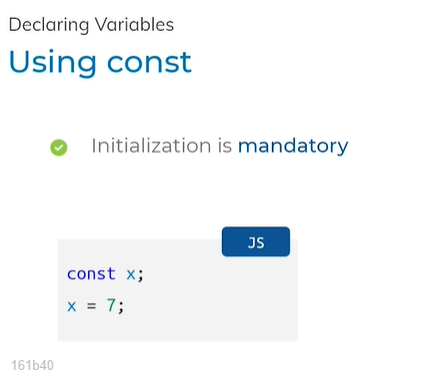 Declaring Variables
Using const
Initialization is mandatory
JS
const x;
x = 7;
161b40